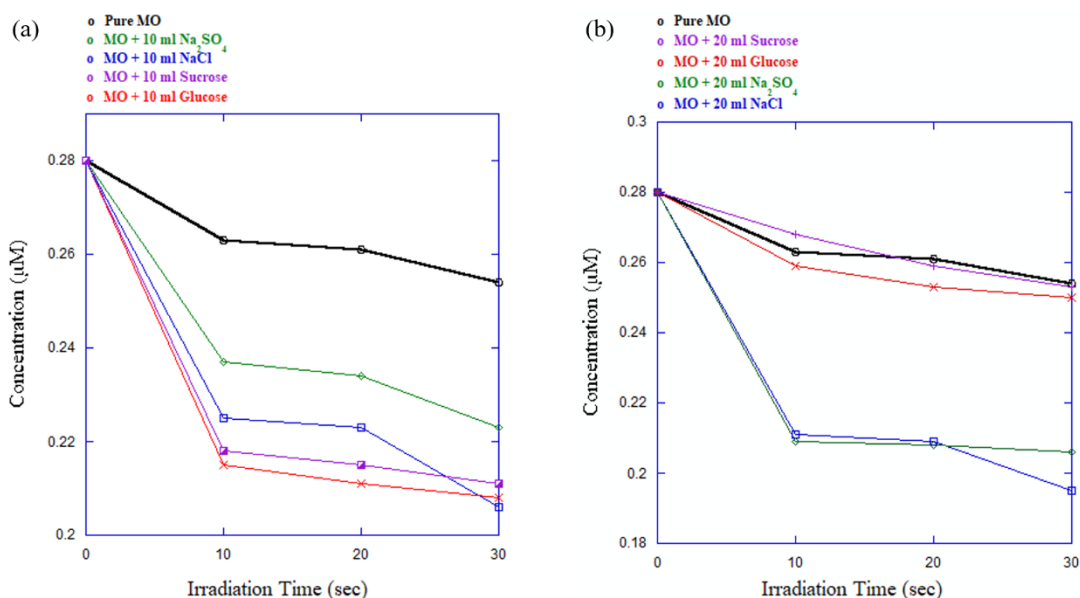 (a)
o Pure MO
o MO + 10 ml Na2SO4
o MO + 10 ml NaCl
o MO + 10 ml Sucrose
o MO + 10 ml Glucose
0.28
0.26
0.24
0.22
0.2
Concentration (μM)
0 10 20 30
Irradiation Time (sec)
(b)
o Pure MO
o MO + 20 ml Sucrose
o MO + 20 ml Glucose
o MO + 20 ml Na2SO4
o MO + 20 ml NaCl
0.3
0.28
0.26
0.24
0.22
0.2
0.18
Concentration (μM)
0 10 20 30
Irradiation Time (sec)